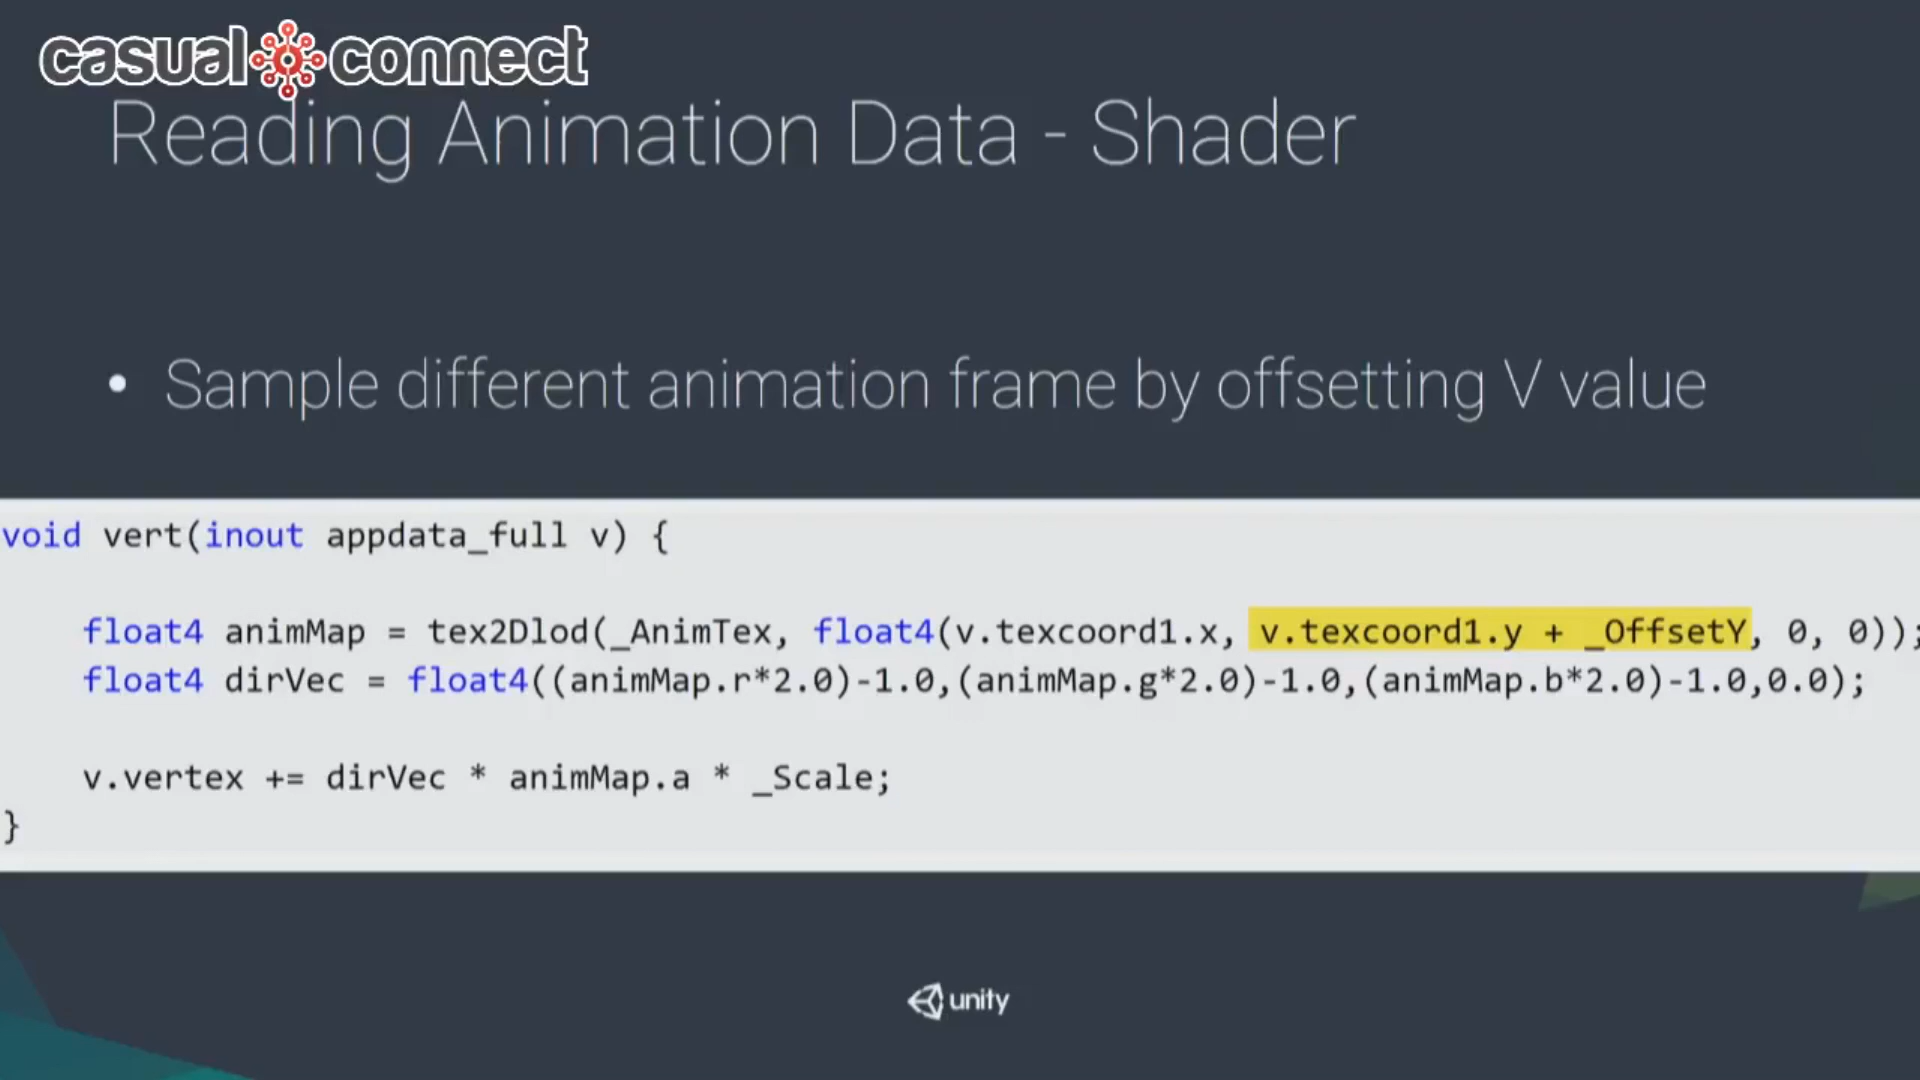 casual connect
Reading Animation Data - Shader
• Sample different animation frame by offsetting V value
void vert(inout appdata_full v) {
float4 animMap = tex2Dlod(_AnimTex, float4(v.texcoord1.x, v.texcoord1.y + _OffsetY, 0, 0));
float4 dirVec = float4((animMap.r*2.0)-1.0,(animMap.g*2.0)-1.0,(animMap.b*2.0)-1.0,0.0);
v.vertex += dirVec * animMap.a * _Scale;
}
unity